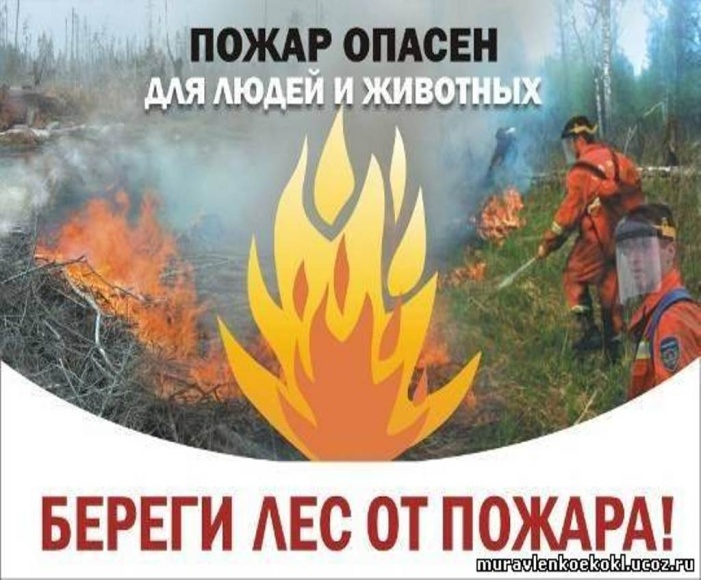 ПОЖАР ОПАСЕН
ДЛЯ ЛЮДЕЙ И ЖИВОТНЫХ
БЕРЕГИ ЛЕС ОТ ПОЖАРА!
muravlenkoekokl.ucoz.ru